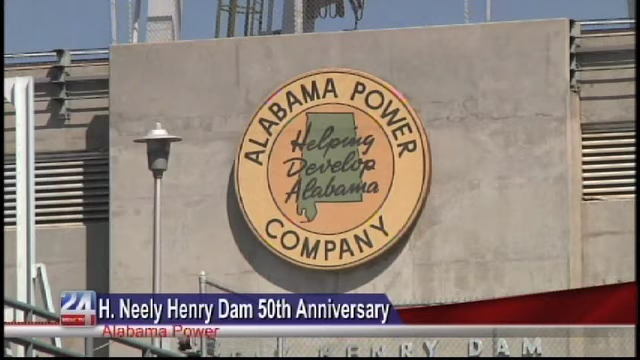 ALABAMA POWER
Helping
Develop
Alabama
COMPANY
24
H. Neely Henry Dam 50th Anniversary
Alabama Power
HENRY DAM